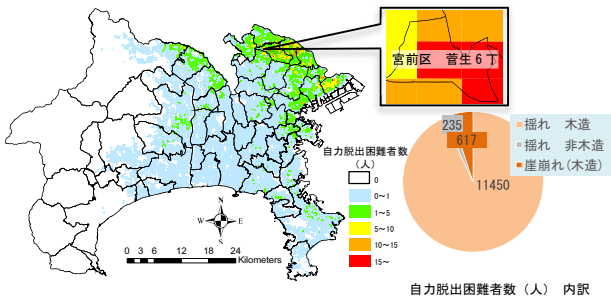 宮前区 菅生6丁
自力脱出困難者数
(人)
0
0~1
1~5
5~10
10~15
15~
N
W E
S
0 3 6 12 18 24
Kilometers
235
617
11450
揺れ 木造
揺れ 非木造
崖崩れ(木造)
自力脱出困難者数(人) 内訳